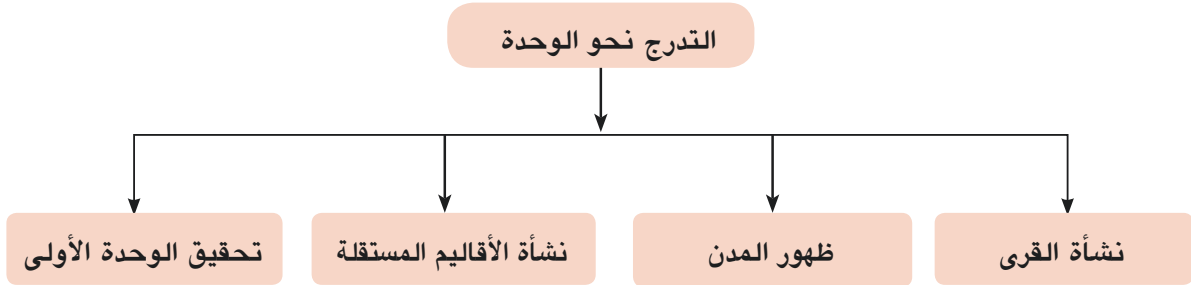 التدرج نحو الوحدة
نشأة القرى
ظهور المدن
نشأة الأقاليم المستقلة
تحقيق الوحدة الأولى